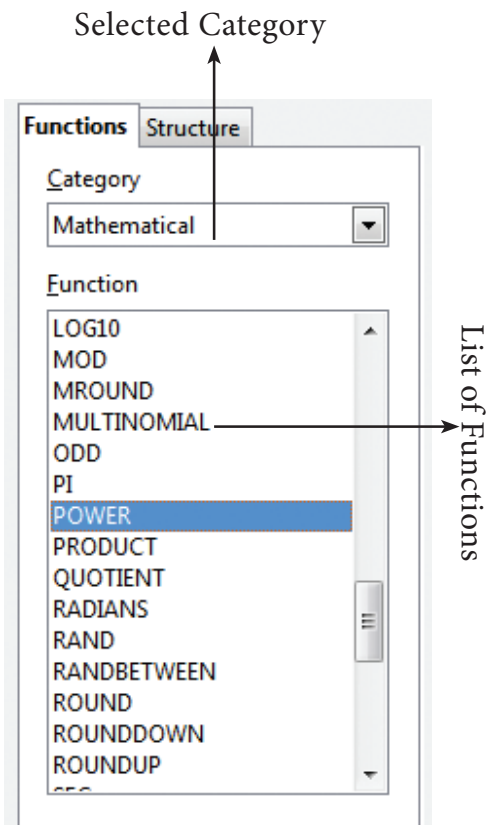 Selected Category
Functions Structure
Category
Mathematical
Function
LOG10
MOD
MROUND
MULTINOMIAL
ODD
PI
POWER
PRODUCT
QUOTIENT
RADIANS
RAND
RANDBETWEEN
ROUND
ROUNDDOWN
ROUNDUP
List of Functions